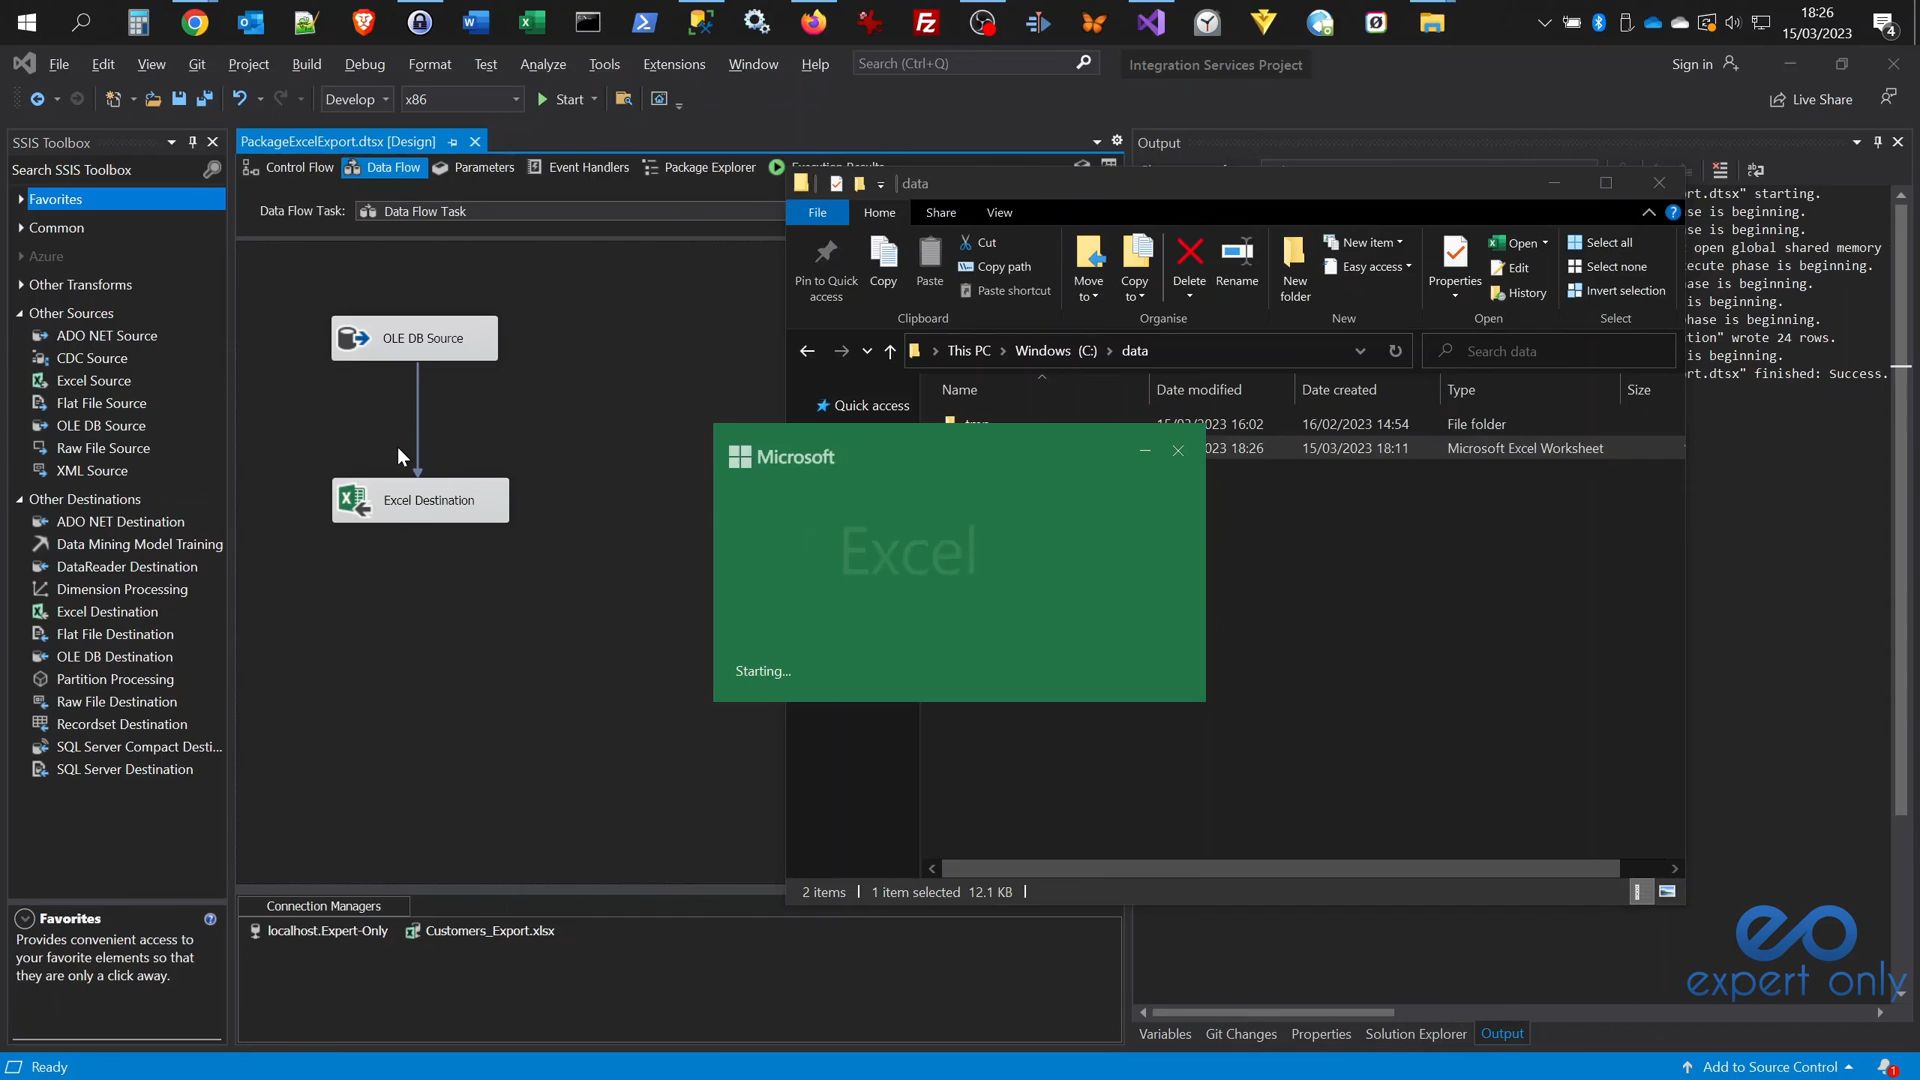 18:26
15/03/2023
4
File Edit View Git Project Build Debug Format Test Analyze Tools Extensions Window Help Search (Ctrl+Q) Integration Services Project Sign in
Develop x86 Start Live Share
SSIS Toolbox
Search SSIS Toolbox
Favorites
Common
Azure
Other Transforms
Other Sources
ADO NET Source
CDC Source
Excel Source
Flat File Source
OLE DB Source
Raw File Source
XML Source
Other Destinations
ADO NET Destination
Data Mining Model Training
DataReader Destination
Dimension Processing
Excel Destination
Flat File Destination
OLE DB Destination
Partition Processing
Raw File Destination
Recordset Destination
SQL Server Compact Desti...
SQL Server Destination
Favorites
Provides convenient access to
your favorite elements so that
they are only a click away.
PackageExcelExport.dtsx [Design]
Control Flow Data Flow Parameters Event Handlers Package Explorer
Data Flow Task: Data Flow Task
OLE DB Source
Excel Destination
Connection Managers
localhost.Expert-Only Customers_Export.xlsx
data
File Home Share View
Pin to Quick
access
Copy
Paste
Cut
Copy path
Paste shortcut
Clipboard
Move
to
Copy
to
Delete
Rename
Organise
New
folder
New item
Easy access
New
Properties
Open
Edit
History
Open
Select all
Select none
Invert selection
Select
This PC Windows (C:) data Search data
Name Date modified Date created Type Size
Quick access
16:02 16/02/2023 14:54 File folder
18:26 15/03/2023 18:11 Microsoft Excel Worksheet
2 items 1 item selected 12.1 KB
Microsoft
Excel
Starting...
Output
rt.dtsx" starting.
se is beginning.
se is beginning.
t open global shared memory
xecute phase is beginning.
is beginning.
phase is beginning.
tion" wrote 24 rows.
is beginning.
rt.dtsx" finished: Success.
expert only
Variables Git Changes Properties Solution Explorer Output
Ready
Add to Source Control
1